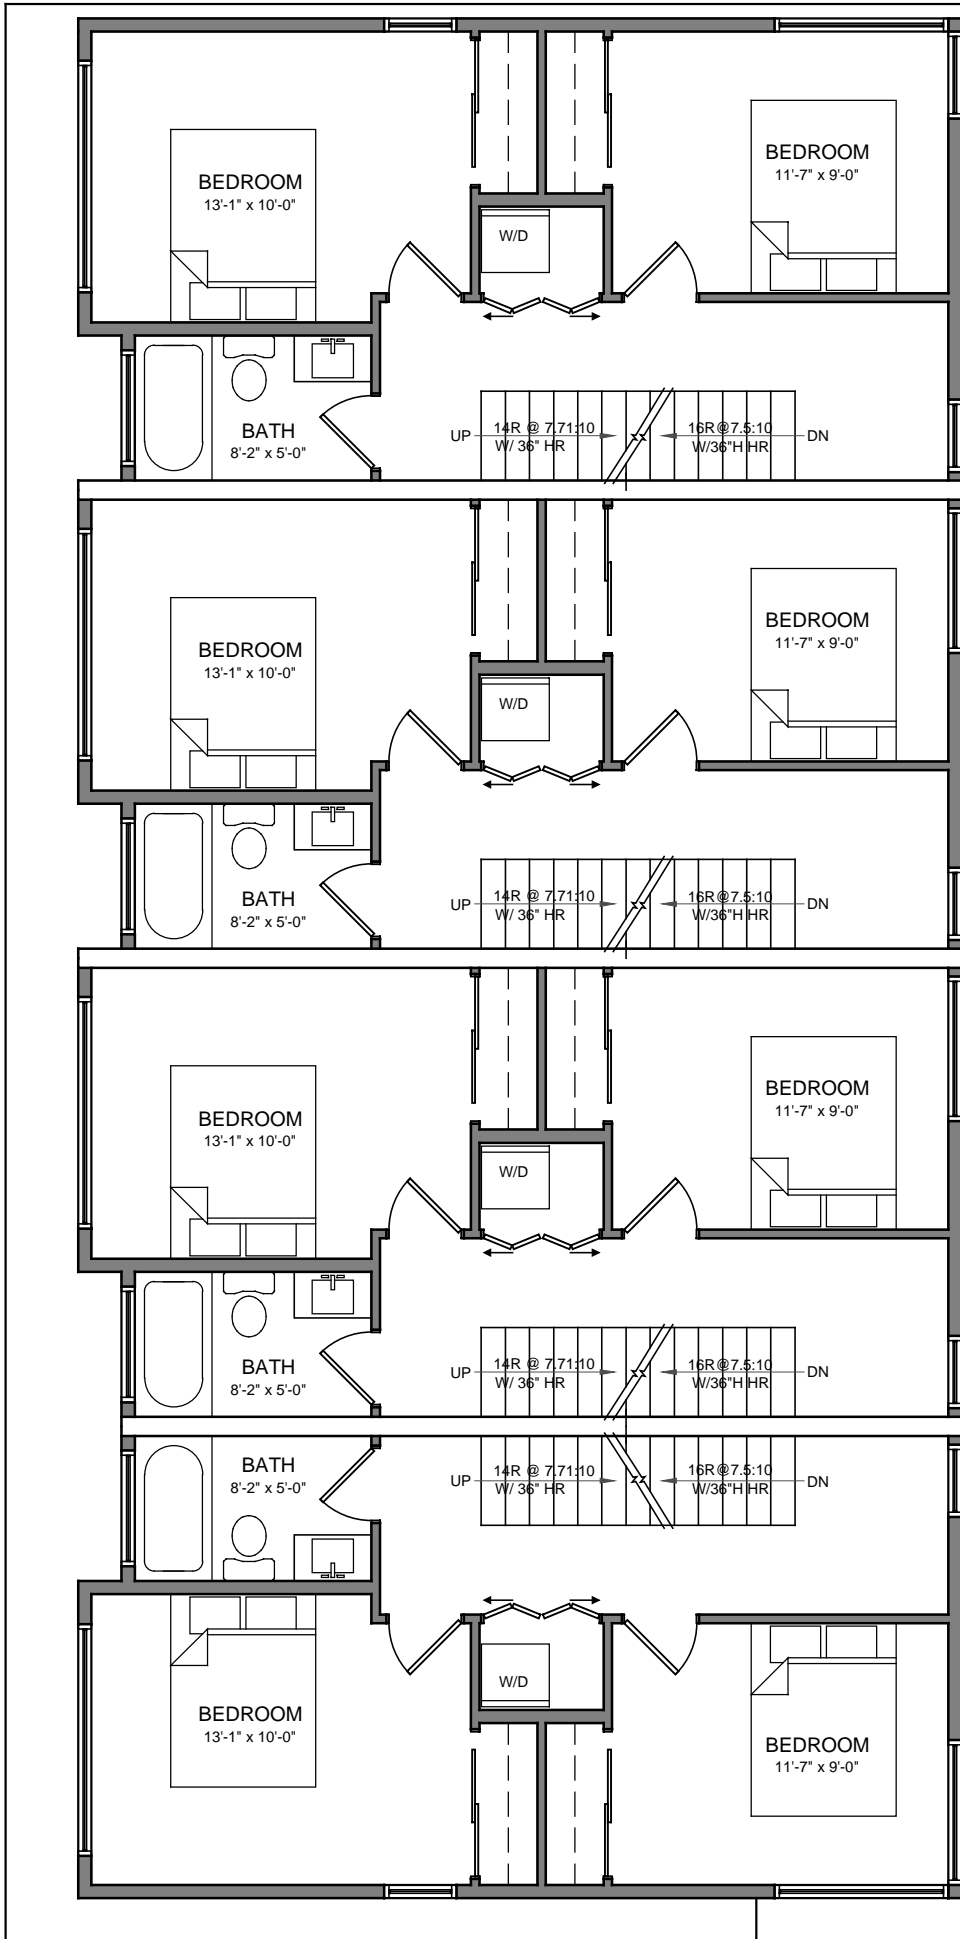 BEDROOM
13'-1" x 10'-0"
BEDROOM
11'-7" x 9'-0"
W/D
BATH
8'-2" x 5'-0"
UP
14R @ 7.71:10
W/ 36" HR
16R@7.5:10
W/36"H HR
DN
BEDROOM
13'-1" x 10'-0"
BEDROOM
11'-7" x 9'-0"
W/D
BATH
8'-2" x 5'-0"
UP
14R @ 7.71:10
W/ 36" HR
16R@7.5:10
W/36"H HR
DN
BEDROOM
13'-1" x 10'-0"
BEDROOM
11'-7" x 9'-0"
W/D
BATH
8'-2" x 5'-0"
UP
14R @ 7.71:10
W/ 36" HR
16R@7.5:10
W/36"H HR
DN
BATH
8'-2" x 5'-0"
UP
14R @ 7.71:10
W/ 36" HR
16R@7.5:10
W/36"H HR
DN
W/D
BEDROOM
13'-1" x 10'-0"
BEDROOM
11'-7" x 9'-0"